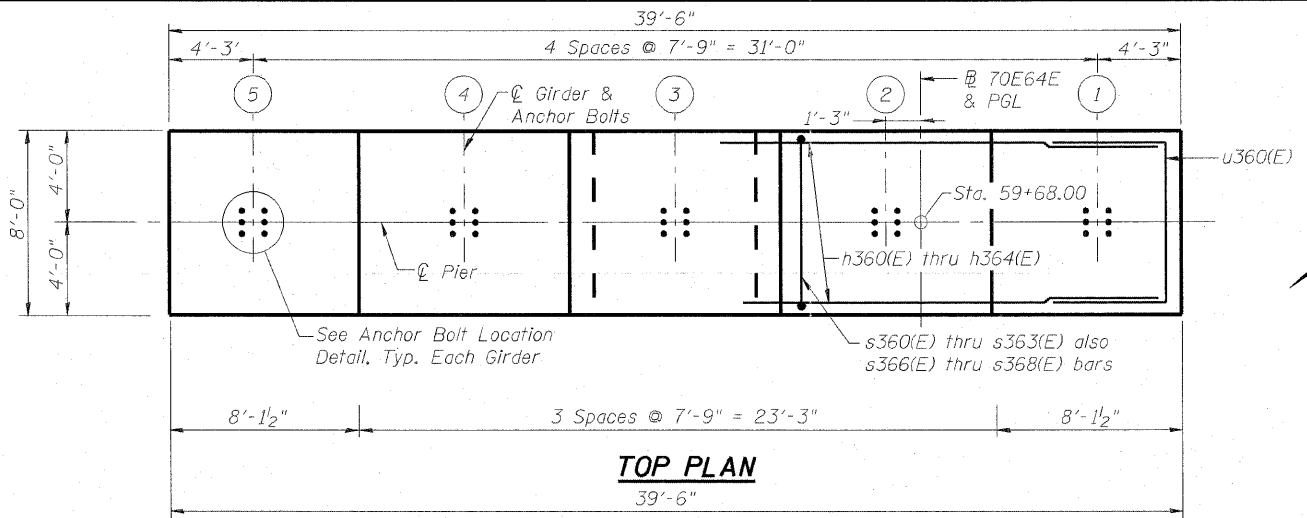 39'-6"
4'-3'
4 Spaces @ 7'-9" = 31'-0"
4'-3"
5
4
3
2
1
℄ Girder &
Anchor Bolts
℔ 70E64E
& PGL
1'-3"
u360(E)
8'-0"
4'-0"
4'-0"
Sta. 59+68.00
h360(E) thru h364(E)
℄ Pier
See Anchor Bolt Location
Detail, Typ. Each Girder
s360(E) thru s363(E) also
s366(E) thru s368(E) bars
8'-1½"
3 Spaces @ 7'-9" = 23'-3"
8'-1½"
TOP PLAN
39'-6"